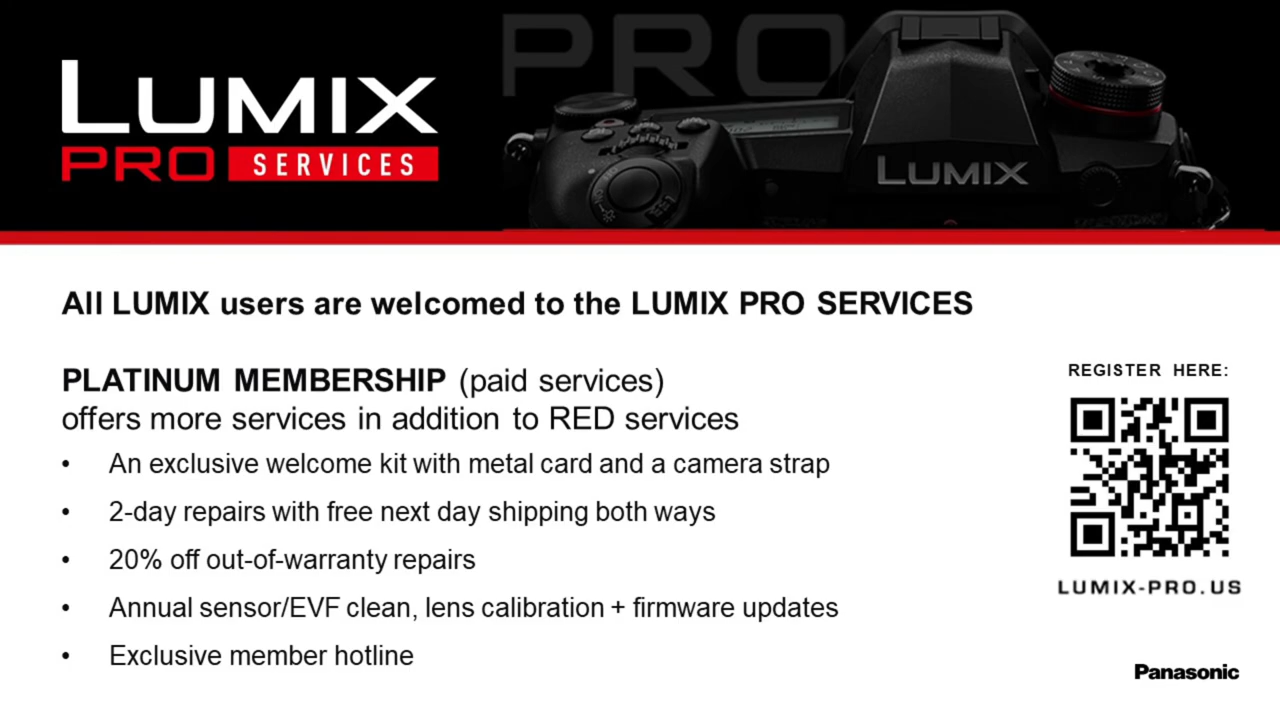 PRO
LUMIX
PRO SERVICES
LUMIX
All LUMIX users are welcomed to the LUMIX PRO SERVICES
PLATINUM MEMBERSHIP (paid services)
offers more services in addition to RED services
• An exclusive welcome kit with metal card and a camera strap
• 2-day repairs with free next day shipping both ways
• 20% off out-of-warranty repairs
• Annual sensor/EVF clean, lens calibration + firmware updates
• Exclusive member hotline
REGISTER HERE:
LUMIX-PRO.US
Panasonic